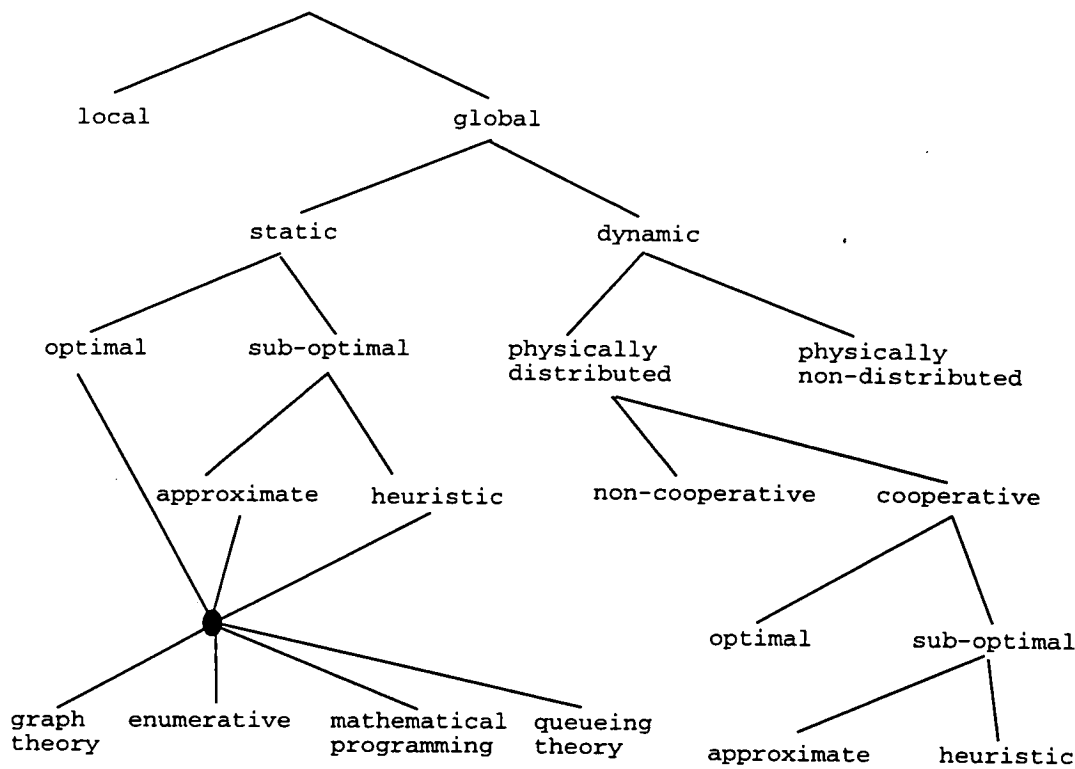 local
global
static
dynamic
optimal
sub-optimal
physically
distributed
physically
non-distributed
approximate
heuristic
non-cooperative
cooperative
optimal
sub-optimal
graph
theory
enumerative
mathematical
programming
queueing
theory
approximate
heuristic